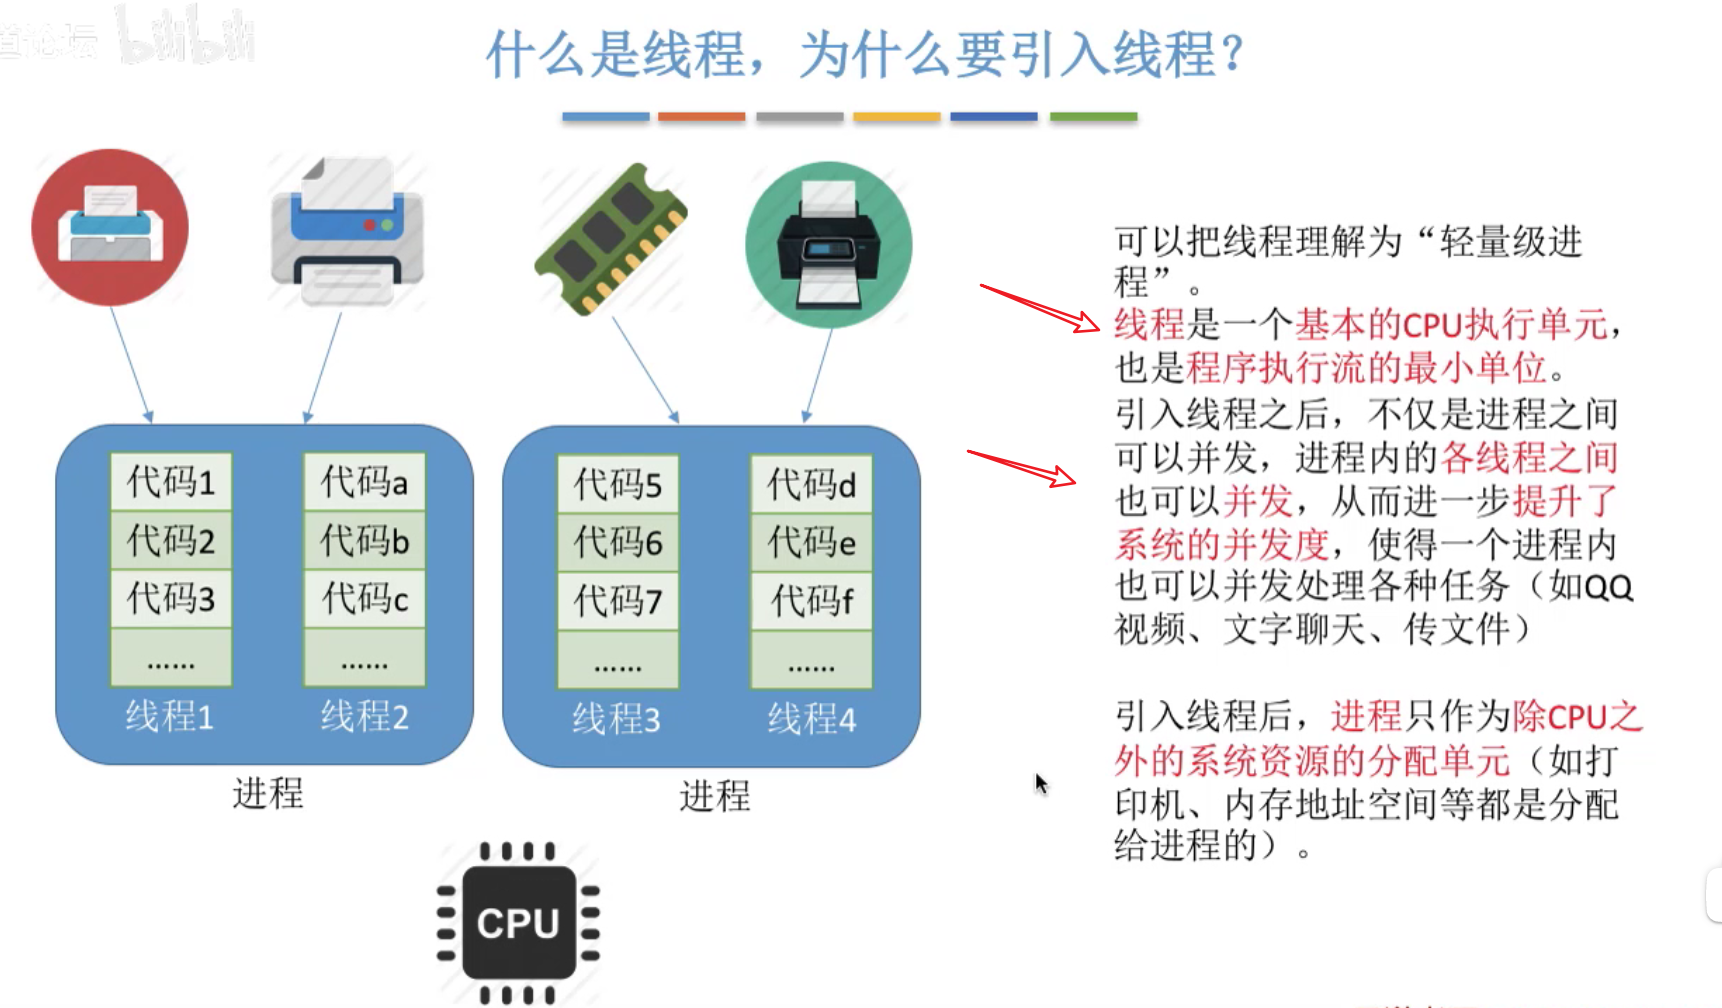 道论坛 bilibili
什么是线程，为什么要引入线程？
可以把线程理解为“轻量级进
程”。
线程是一个基本的CPU执行单元，
也是程序执行流的最小单位。
引入线程之后，不仅是进程之间
可以并发，进程内的各线程之间
也可以并发，从而进一步提升了
系统的并发度，使得一个进程内
也可以并发处理各种任务（如QQ
视频、文字聊天、传文件）
引入线程后，进程只作为除CPU之
外的系统资源的分配单元（如打
印机、内存地址空间等都是分配
给进程的）。
代码1
代码2
代码3
......
线程1
代码a
代码b
代码c
......
线程2
进程
代码5
代码6
代码7
......
线程3
代码d
代码e
代码f
......
线程4
进程
CPU